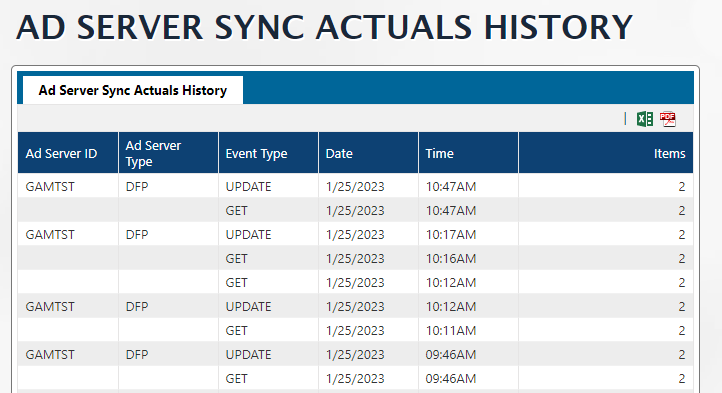 AD SERVER SYNC ACTUALS HISTORY
Ad Server Sync Actuals History
PDF
Ad Server ID Ad Server Type Event Type Date Time Items
GAMTST DFP UPDATE 1/25/2023 10:47AM 2
GET 1/25/2023 10:47AM 2
GAMTST DFP UPDATE 1/25/2023 10:17AM 2
GET 1/25/2023 10:16AM 2
GET 1/25/2023 10:12AM 2
GAMTST DFP UPDATE 1/25/2023 10:12AM 2
GET 1/25/2023 10:11AM 2
GAMTST DFP UPDATE 1/25/2023 09:46AM 2
GET 1/25/2023 09:46AM 2